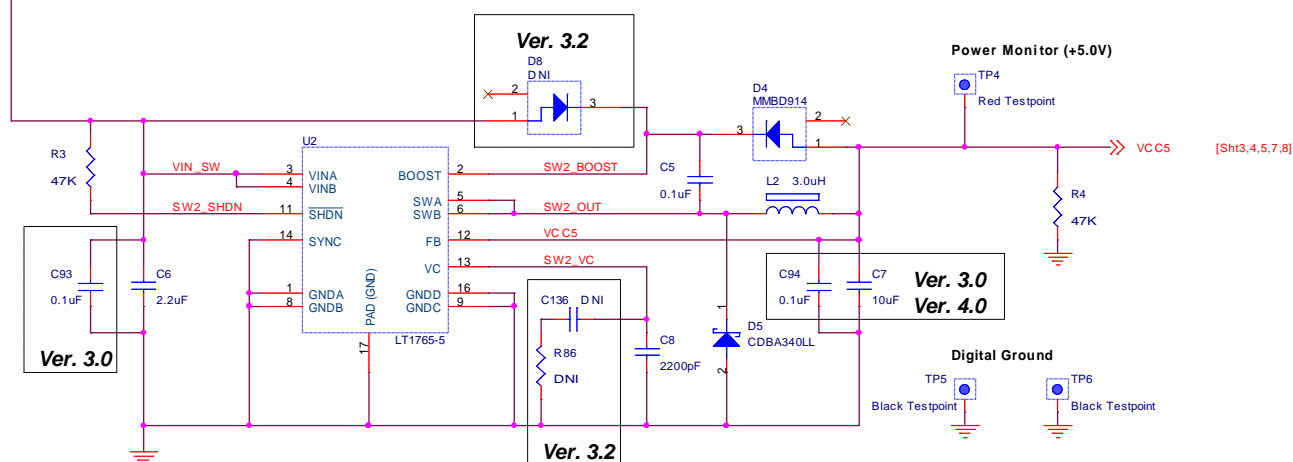 Ver. 3.2
D8
DNI
2
1
3
Power Monitor (+5.0V)
TP4
Red Testpoint
D4
MMBD914
3
2
1
VCC5
[Sht3,4,5,7,8]
R3
47K
VIN_SW
SW2_SHDN
U2
3
4
11
14
1
8
VINA
VINB
SHDN
SYNC
GNDA
GNDB
PAD (GND)
17
BOOST
SWA
SWB
FB
VC
GNDD
GNDC
LT1765-5
2
5
6
12
13
16
9
SW2_BOOST
SW2_OUT
VCC5
SW2_VC
C5
0.1uF
L2 3.0uH
R4
47K
C93
0.1uF
Ver. 3.0
C6
2.2uF
C136 DNI
R86
DNI
Ver. 3.2
C8
2200pF
1
D5
CDBA340LL
2
C94
0.1uF
C7
10uF
Ver. 3.0
Ver. 4.0
Digital Ground
TP5
Black Testpoint
TP6
Black Testpoint